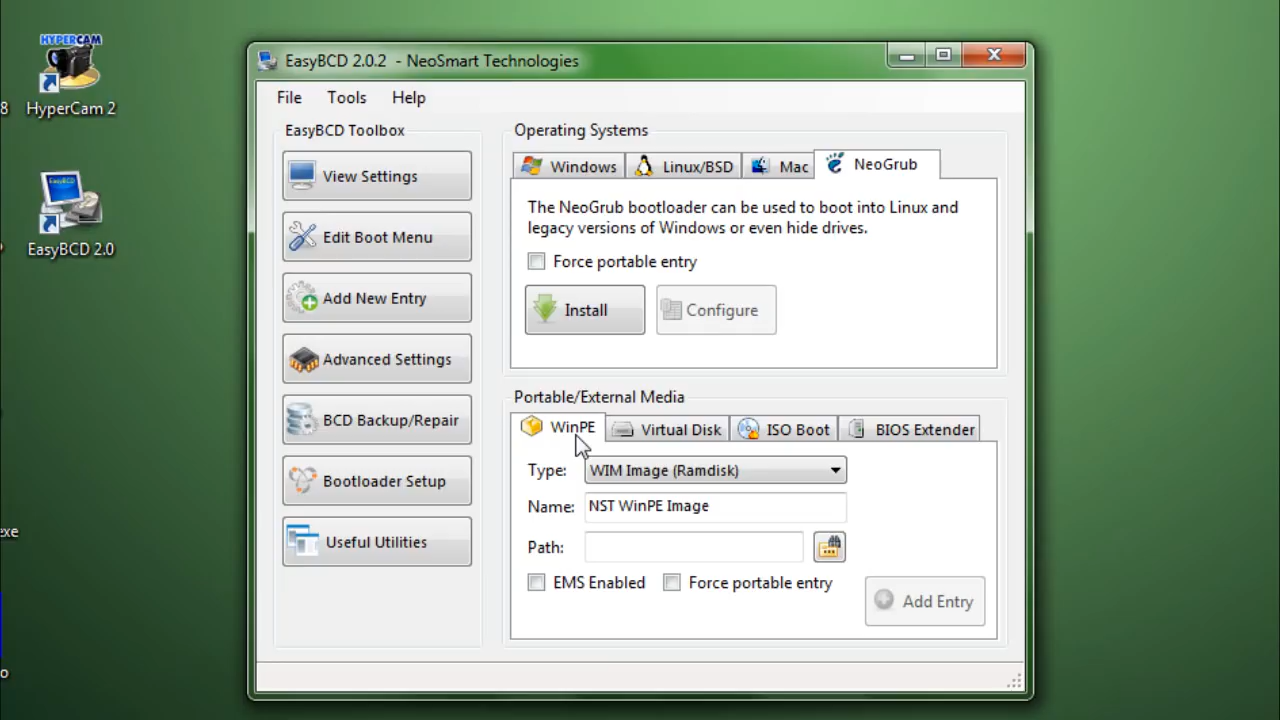 HYPERCAM
HyperCam 2
8
EasyBCD
EasyBCD 2.0
exe
o
EasyBCD 2.0.2 - NeoSmart Technologies
File Tools Help
EasyBCD Toolbox
View Settings
Edit Boot Menu
Add New Entry
Advanced Settings
BCD Backup/Repair
Bootloader Setup
Useful Utilities
Operating Systems
Windows Linux/BSD Mac NeoGrub
The NeoGrub bootloader can be used to boot into Linux and
legacy versions of Windows or even hide drives.
Force portable entry
Install Configure
Portable/External Media
WinPE Virtual Disk ISO Boot BIOS Extender
Type: WIM Image (Ramdisk)
Name: NST WinPE Image
Path:
EMS Enabled Force portable entry
Add Entry